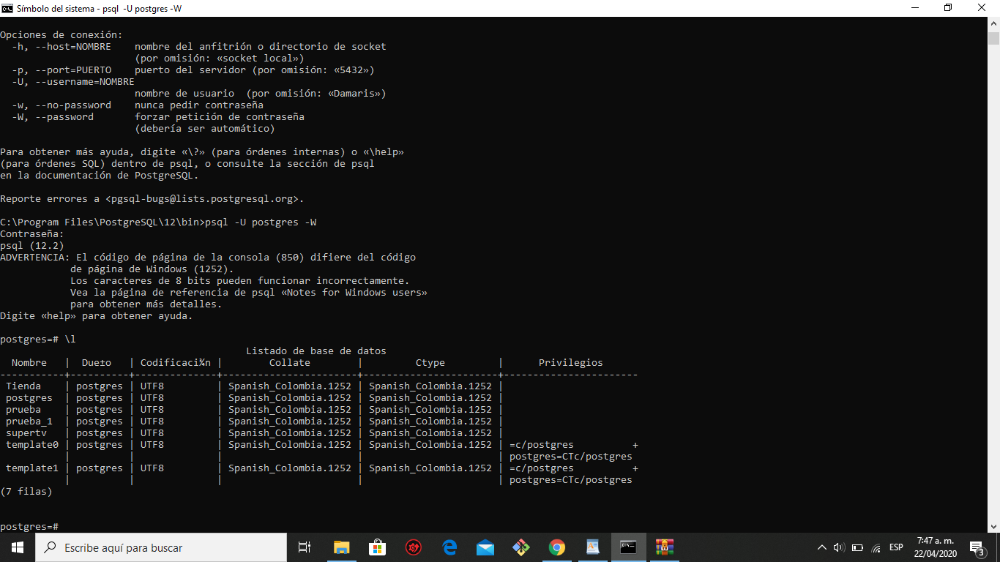 Símbolo del sistema - psql  -U postgres -W
Opciones de conexión:
  -h, --host=NOMBRE    nombre del anfitrión o directorio de socket
                       (por omisión: «socket local»)
  -p, --port=PUERTO    puerto del servidor (por omisión: «5432»)
  -U, --username=NOMBRE
                       nombre de usuario  (por omisión: «Damaris»)
  -w, --no-password    nunca pedir contraseña
  -W, --password       forzar petición de contraseña
                       (debería ser automático)
Para obtener más ayuda, digite «\?» (para órdenes internas) o «\help»
(para órdenes SQL) dentro de psql, o consulte la sección de psql
en la documentación de PostgreSQL.
Reporte errores a <pgsql-bugs@lists.postgresql.org>.
C:\Program Files\PostgreSQL\12\bin>psql -U postgres -W
Contraseña:
psql (12.2)
ADVERTENCIA: El código de página de la consola (850) difiere del código
            de página de Windows (1252).
            Los caracteres de 8 bits pueden funcionar incorrectamente.
            Vea la página de referencia de psql «Notes for Windows users»
            para obtener más detalles.
Digite «help» para obtener ayuda.
postgres=# \l
                                          Listado de base de datos
  Nombre   |  Due±o   | Codificaci¾n |        Collate         |         Ctype         |      Privilegios
-----------+----------+--------------+-----------------------+-----------------------+-----------------------
 Tienda    | postgres | UTF8         | Spanish_Colombia.1252 | Spanish_Colombia.1252 |
 postgres  | postgres | UTF8         | Spanish_Colombia.1252 | Spanish_Colombia.1252 |
 prueba    | postgres | UTF8         | Spanish_Colombia.1252 | Spanish_Colombia.1252 |
 prueba_1  | postgres | UTF8         | Spanish_Colombia.1252 | Spanish_Colombia.1252 |
 supertv   | postgres | UTF8         | Spanish_Colombia.1252 | Spanish_Colombia.1252 |
 template0 | postgres | UTF8         | Spanish_Colombia.1252 | Spanish_Colombia.1252 | =c/postgres          +
           |          |              |                       |                       | postgres=CTc/postgres
 template1 | postgres | UTF8         | Spanish_Colombia.1252 | Spanish_Colombia.1252 | =c/postgres          +
           |          |              |                       |                       | postgres=CTc/postgres
(7 filas)
postgres=#
Escribe aquí para buscar
ESP
7:47 a. m.
22/04/2020
3